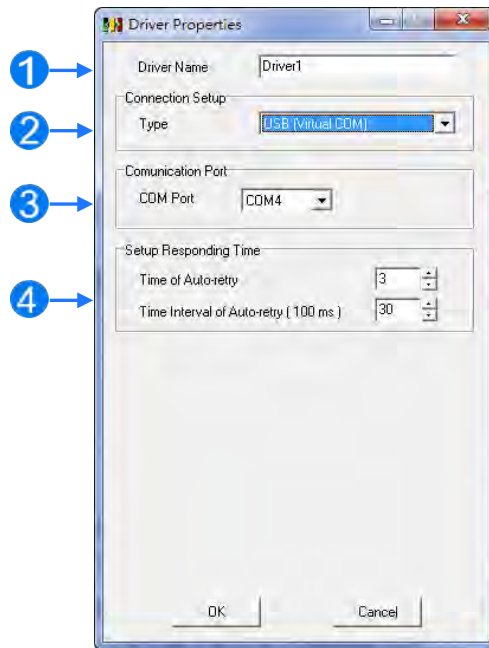 Driver Properties
1
Driver Name
Driver1
Connection Setup
2
Type
USB (Virtual COM)
Comunication Port
3
COM Port
COM4
Setup Responding Time
Time of Auto-retry
3
4
Time Interval of Auto-retry ( 100 ms )
30
OK
Cancel